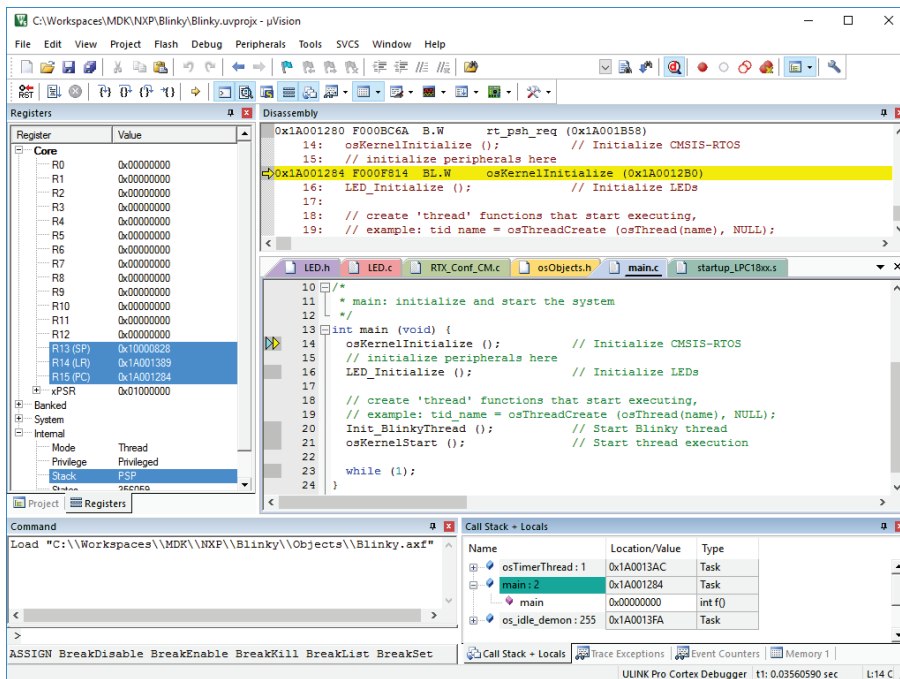 C:\Workspaces\MDK\NXP\Blinky\Blinky.uvprojx - µVision
File Edit View Project Flash Debug Peripherals Tools SVCS Window Help
RST
Registers
Register Value
Core
R0 0x00000000
R1 0x00000000
R2 0x00000000
R3 0x00000000
R4 0x00000000
R5 0x00000000
R6 0x00000000
R7 0x00000000
R8 0x00000000
R9 0x00000000
R10 0x00000000
R11 0x00000000
R12 0x00000000
R13 (SP) 0x10000828
R14 (LR) 0x1A001389
R15 (PC) 0x1A001284
xPSR 0x01000000
Banked
System
Internal
Mode Thread
Privilege Privileged
Stack PSP
States 256059
Project Registers
Disassembly
0x1A001280 F000BC6A B.W rt_psh_req (0x1A001B58)
14: osKernelInitialize (); // Initialize CMSIS-RTOS
15: // initialize peripherals here
0x1A001284 F000F814 BL.W osKernelInitialize (0x1A0012B0)
16: LED_Initialize (); // Initialize LEDs
17:
18: // create 'thread' functions that start executing,
19: // example: tid_name = osThreadCreate (osThread(name), NULL);
LED.h LED.c RTX_Conf_CM.c osObjects.h main.c startup_LPC18xx.s
10 /*
11 * main: initialize and start the system
12 */
13 int main (void) {
14 osKernelInitialize (); // Initialize CMSIS-RTOS
15 // initialize peripherals here
16 LED_Initialize (); // Initialize LEDs
17
18 // create 'thread' functions that start executing,
19 // example: tid_name = osThreadCreate (osThread(name), NULL);
20 Init_BlinkyThread (); // Start Blinky thread
21 osKernelStart (); // Start thread execution
22
23 while (1);
24 }
Command
Load "C:\\Workspaces\\MDK\\NXP\\Blinky\\Objects\\Blinky.axf"
>
ASSIGN BreakDisable BreakEnable BreakKill BreakList BreakSet
Call Stack + Locals
Name Location/Value Type
osTimerThread : 1 0x1A0013AC Task
main : 2 0x1A001284 Task
main 0x00000000 int f()
os_idle_demon : 255 0x1A0013FA Task
Call Stack + Locals Trace Exceptions Event Counters Memory 1
ULINK Pro Cortex Debugger t1: 0.03560590 sec L:14 C